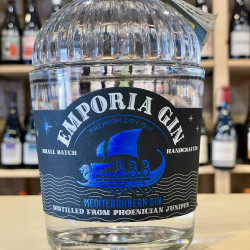 EMPORIA GIN
PREMIUM DRY GIN
SMALL BATCH
HANDCRAFTED
MEDITERRANEAN GIN
DISTILLED FROM PHOENICIAN JUNIPER